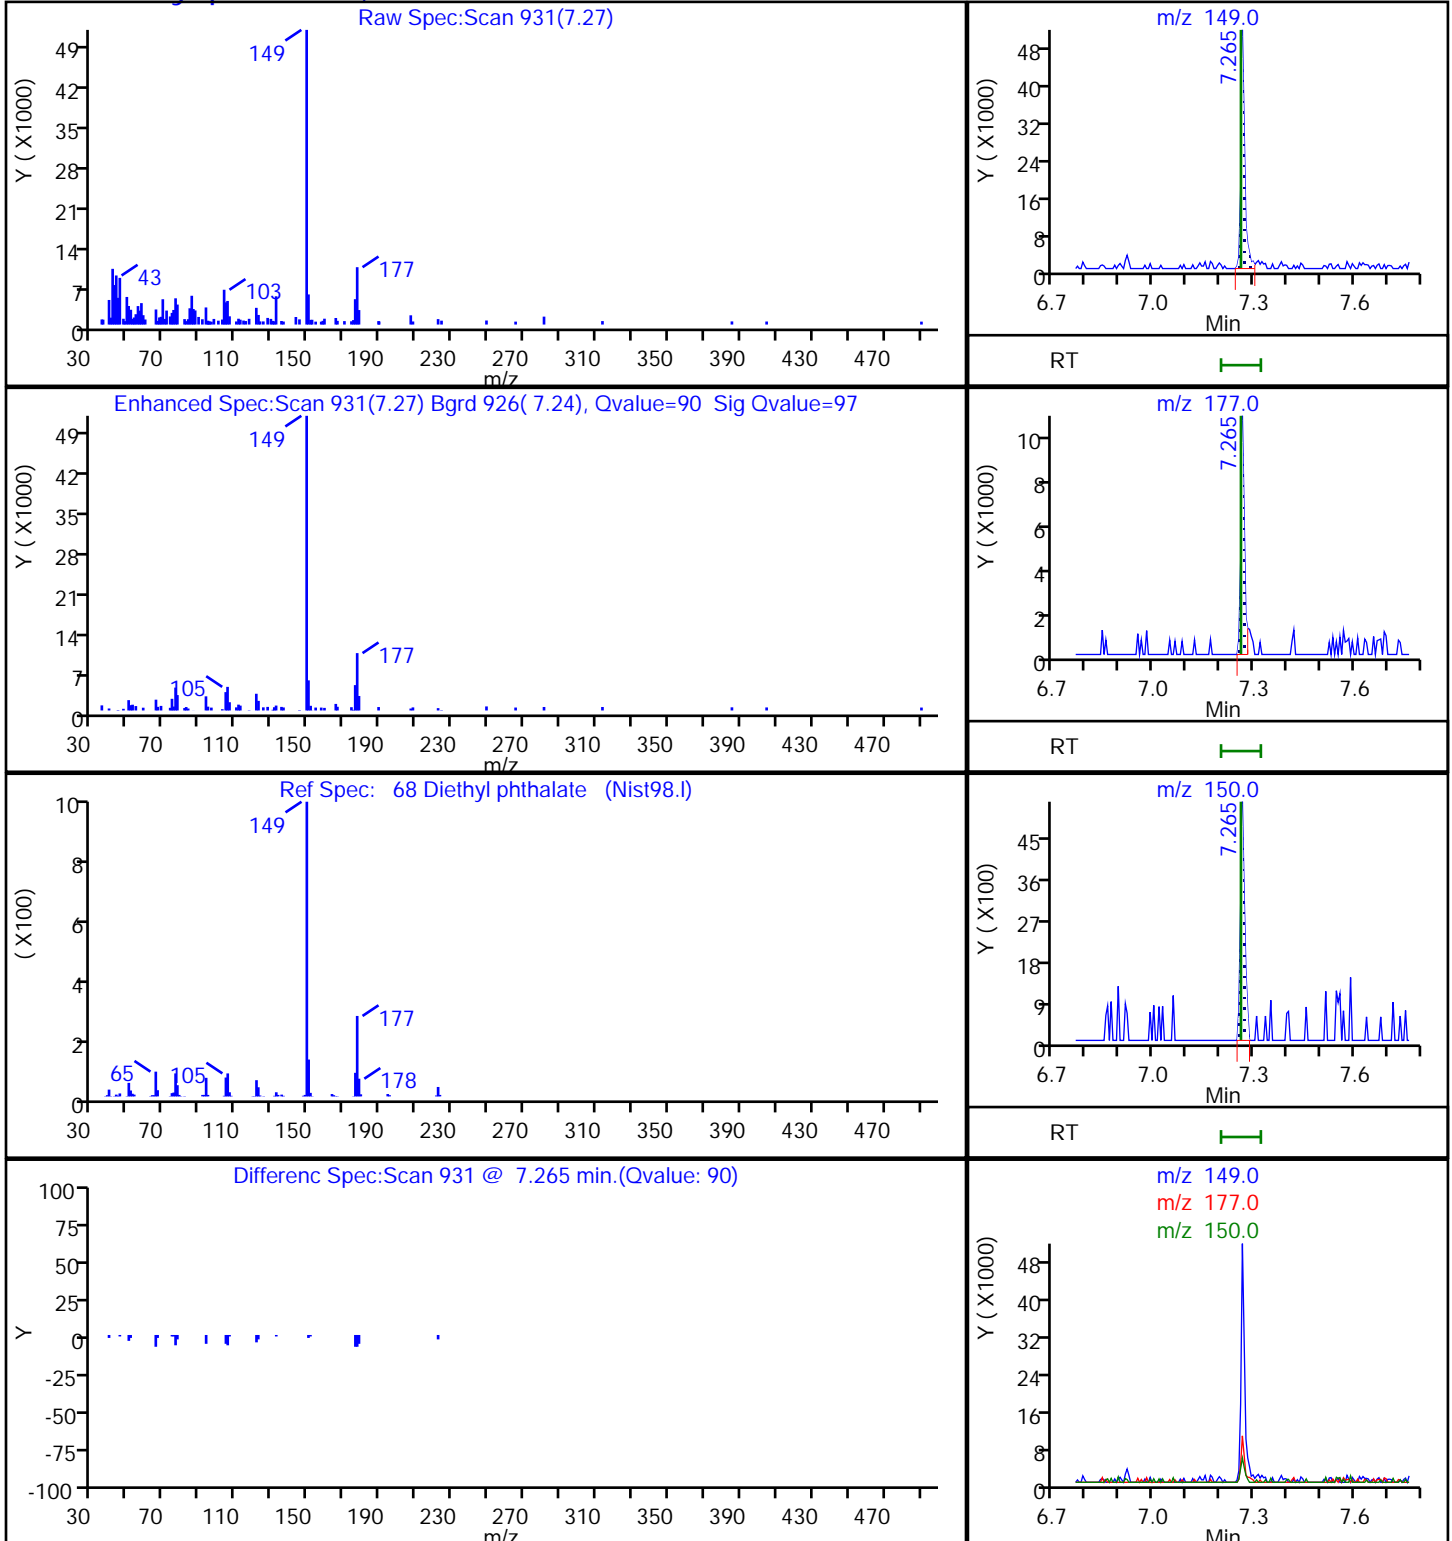 Raw Spec:Scan 931(7.27)
Y ( X1000)
49
42
35
28
21
14
7
0
149
43
103
177
30 70 110 150 190 230 270 310 350 390 430 470
m/z
m/z 149.0
Y ( X1000)
48
40
32
24
16
8
0
7.265
6.7 7.0 7.3 7.6
Min
RT
Enhanced Spec:Scan 931(7.27) Bgrd 926( 7.24), Qvalue=90 Sig Qvalue=97
Y ( X1000)
49
42
35
28
21
14
7
0
149
105
177
30 70 110 150 190 230 270 310 350 390 430 470
m/z
m/z 177.0
Y ( X1000)
10
8
6
4
2
0
7.265
6.7 7.0 7.3 7.6
Min
RT
Ref Spec: 68 Diethyl phthalate (Nist98.l)
( X100)
10
8
6
4
2
0
149
177
65
105
178
30 70 110 150 190 230 270 310 350 390 430 470
m/z 150.0
Y ( X100)
45
36
27
18
9
0
7.265
6.7 7.0 7.3 7.6
Min
RT
Differenc Spec:Scan 931 @ 7.265 min.(Qvalue: 90)
Y
100
75
50
25
0
-25
-50
-75
-100
30 70 110 150 190 230 270 310 350 390 430 470
m/z
m/z 149.0
m/z 177.0
m/z 150.0
Y ( X1000)
48
40
32
24
16
8
0
6.7 7.0 7.3 7.6
Min